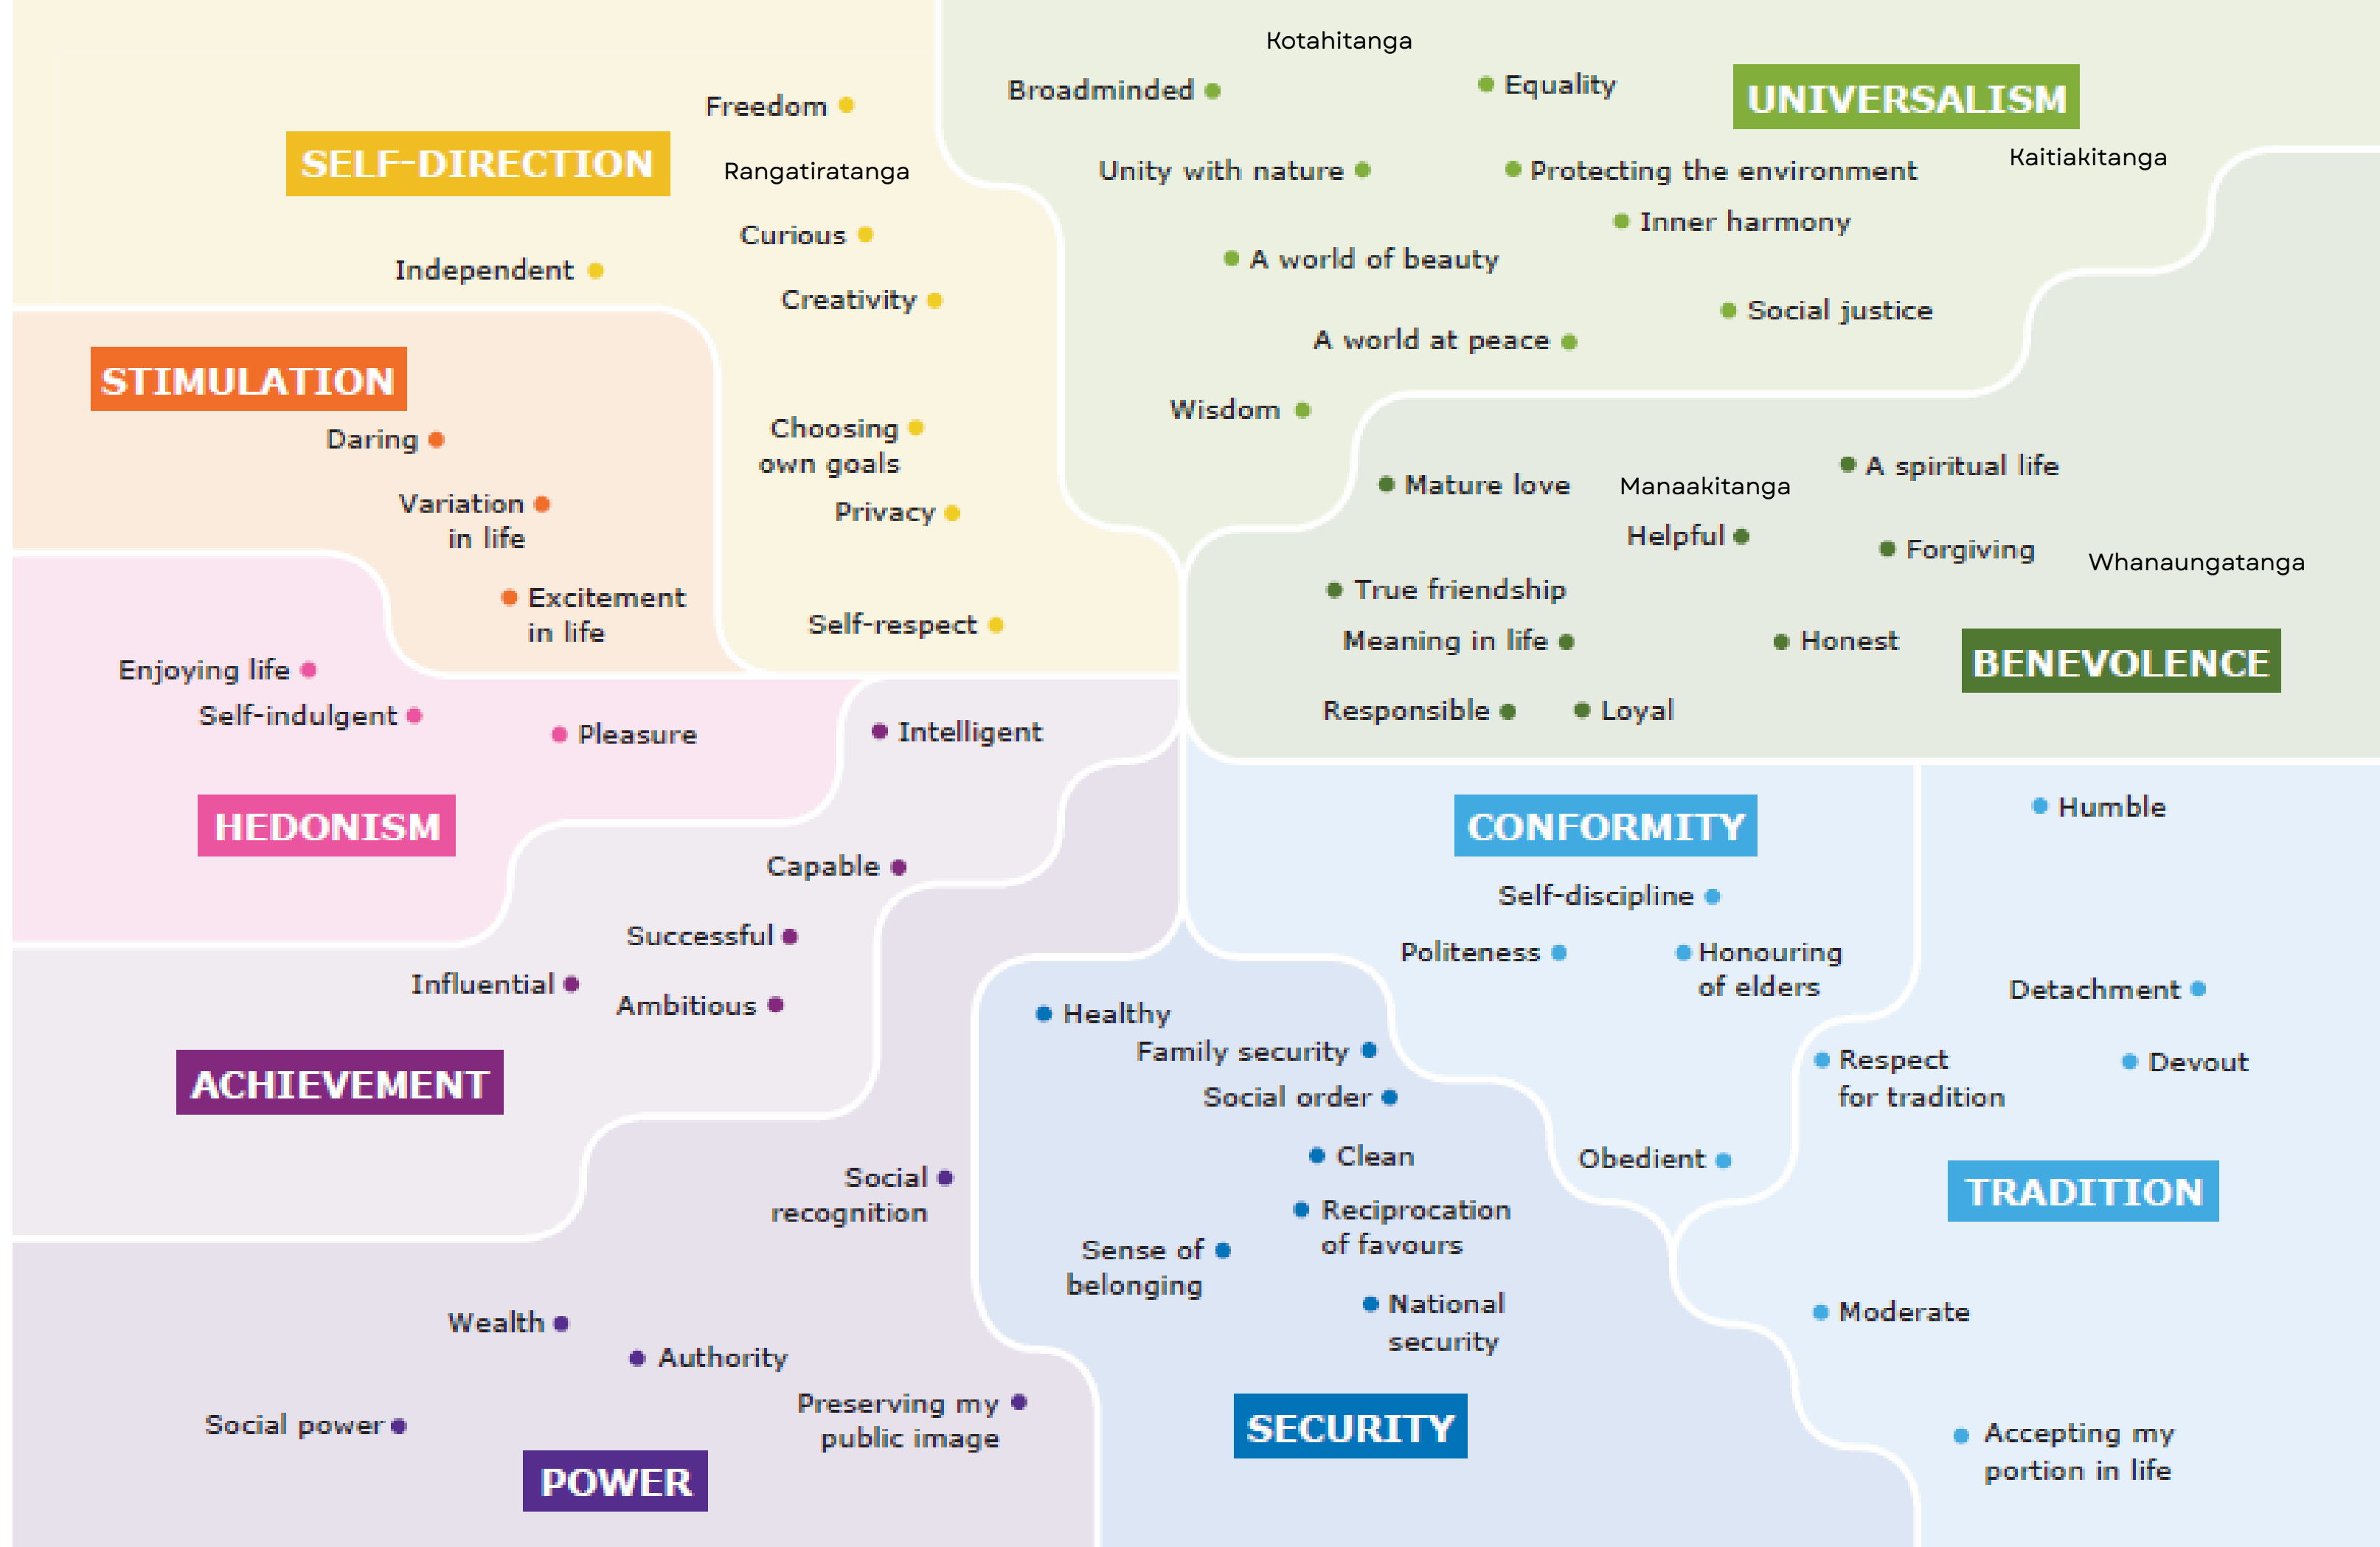 Kotahitanga
Broadminded
Equality
UNIVERSALISM
Freedom
SELF-DIRECTION
Rangatiratanga
Unity with nature
Protecting the environment
Kaitiakitanga
Inner harmony
Curious
A world of beauty
Independent
Creativity
Social justice
A world at peace
STIMULATION
Wisdom
Daring
Choosing
own goals
A spiritual life
Mature love
Manaakitanga
Variation
in life
Privacy
Helpful
Forgiving
Whanaungatanga
True friendship
Excitement
in life
Self-respect
Meaning in life
Honest
BENEVOLENCE
Enjoying life
Self-indulgent
Responsible
Loyal
Pleasure
Intelligent
HEDONISM
CONFORMITY
Humble
Capable
Self-discipline
Successful
Politeness
Honouring
of elders
Influential
Ambitious
Detachment
Healthy
Family security
Respect
for tradition
Devout
ACHIEVEMENT
Social order
Clean
Obedient
Social
recognition
TRADITION
Reciprocation
of favours
Sense of
belonging
National
security
Moderate
Wealth
Authority
Preserving my
public image
Social power
SECURITY
Accepting my
portion in life
POWER